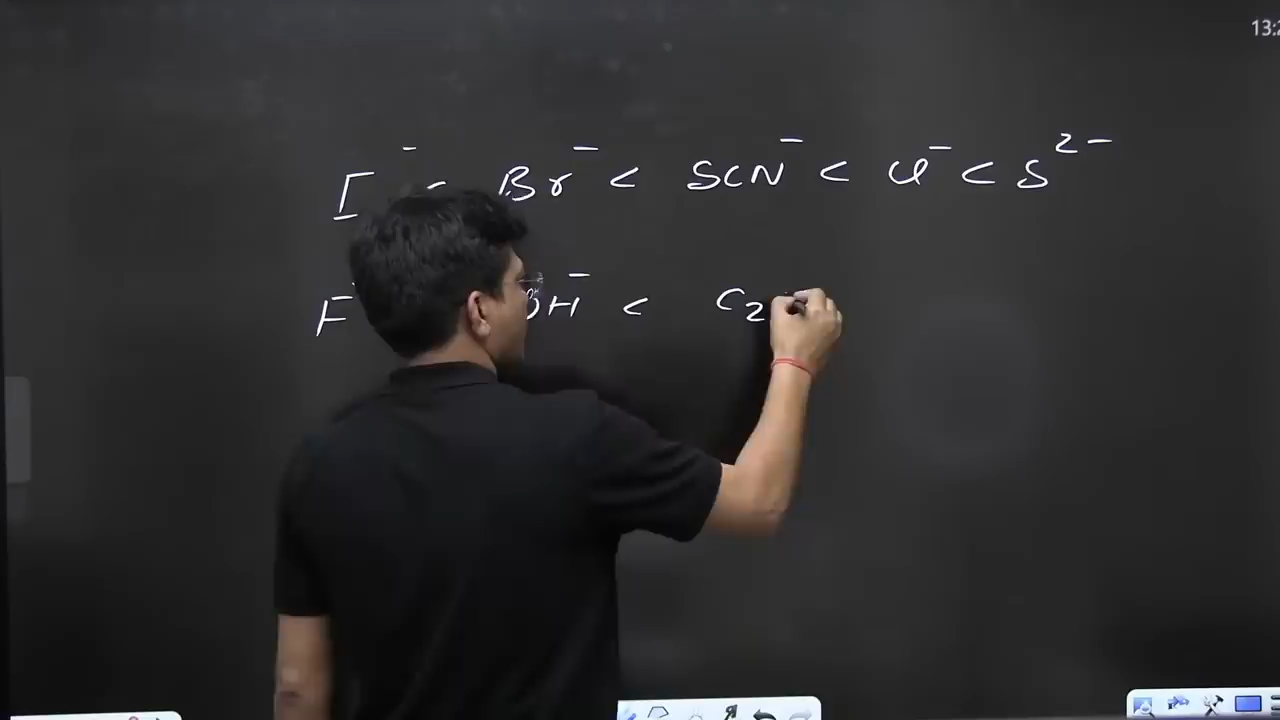 13:2
I⁻ < Br⁻ < SCN⁻ < Cl⁻ < S²⁻
F⁻ OH⁻ < C₂